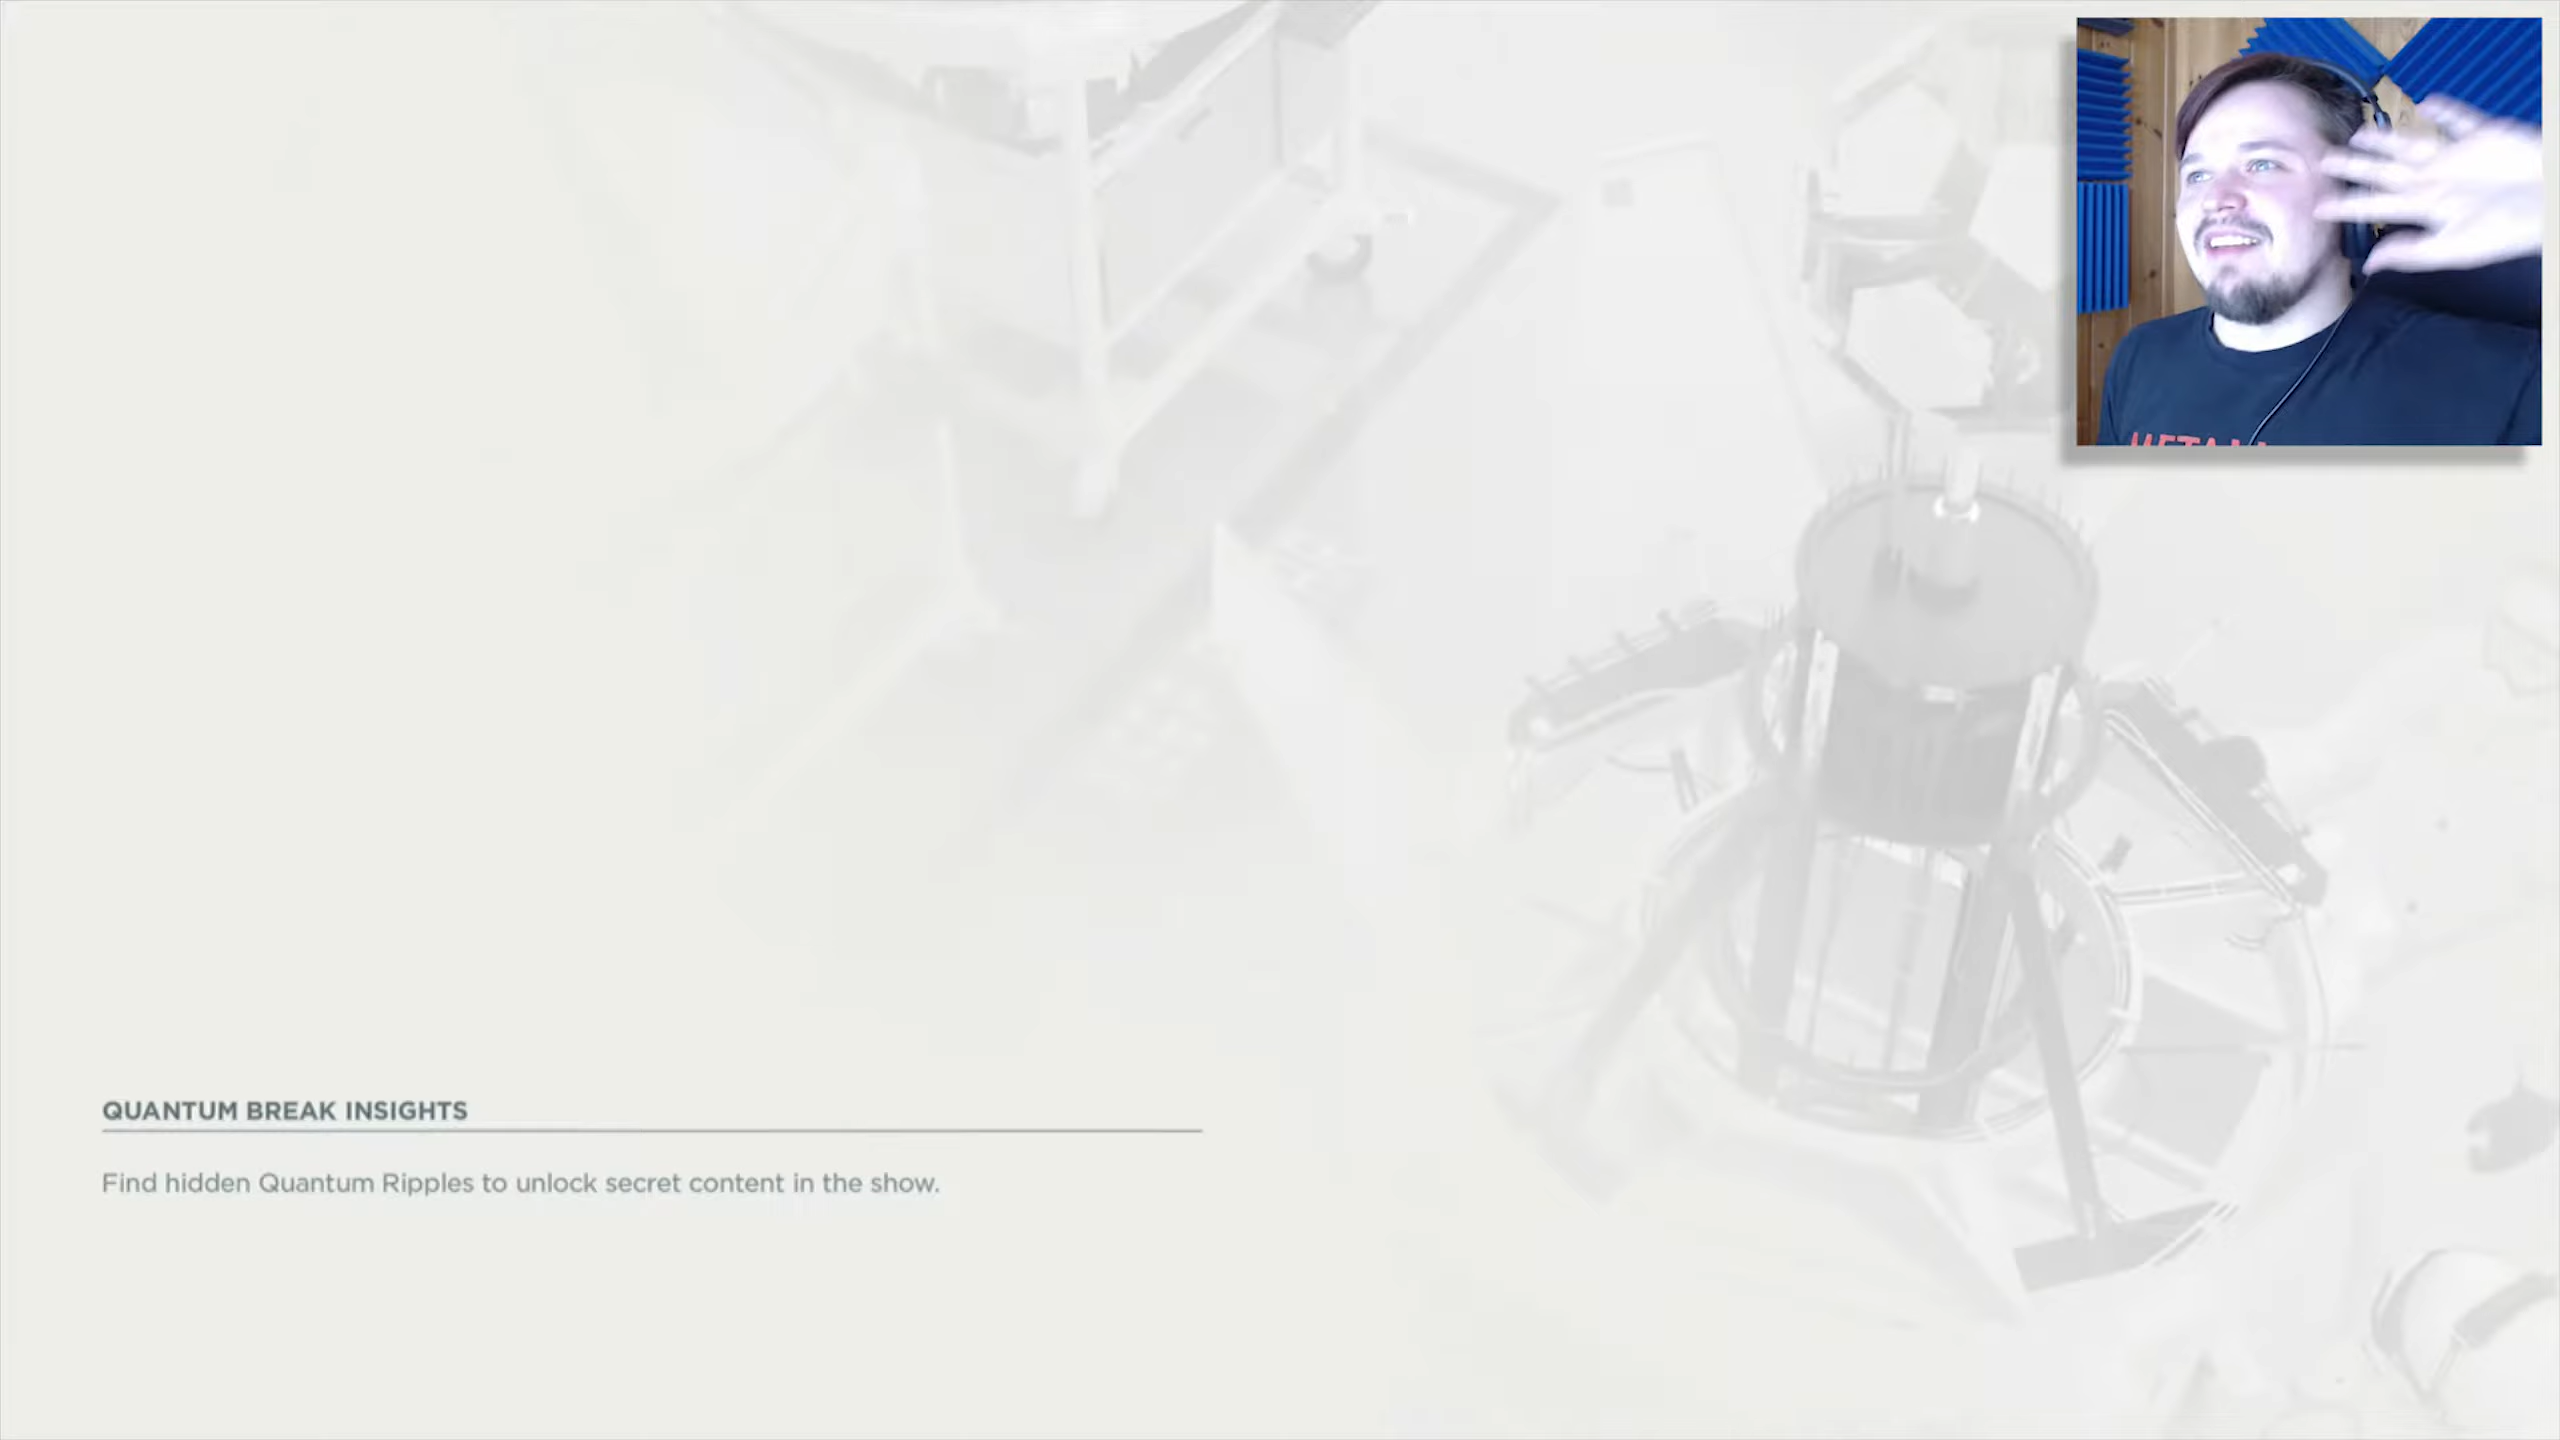 QUANTUM BREAK INSIGHTS
Find hidden Quantum Ripples to unlock secret content in the show.